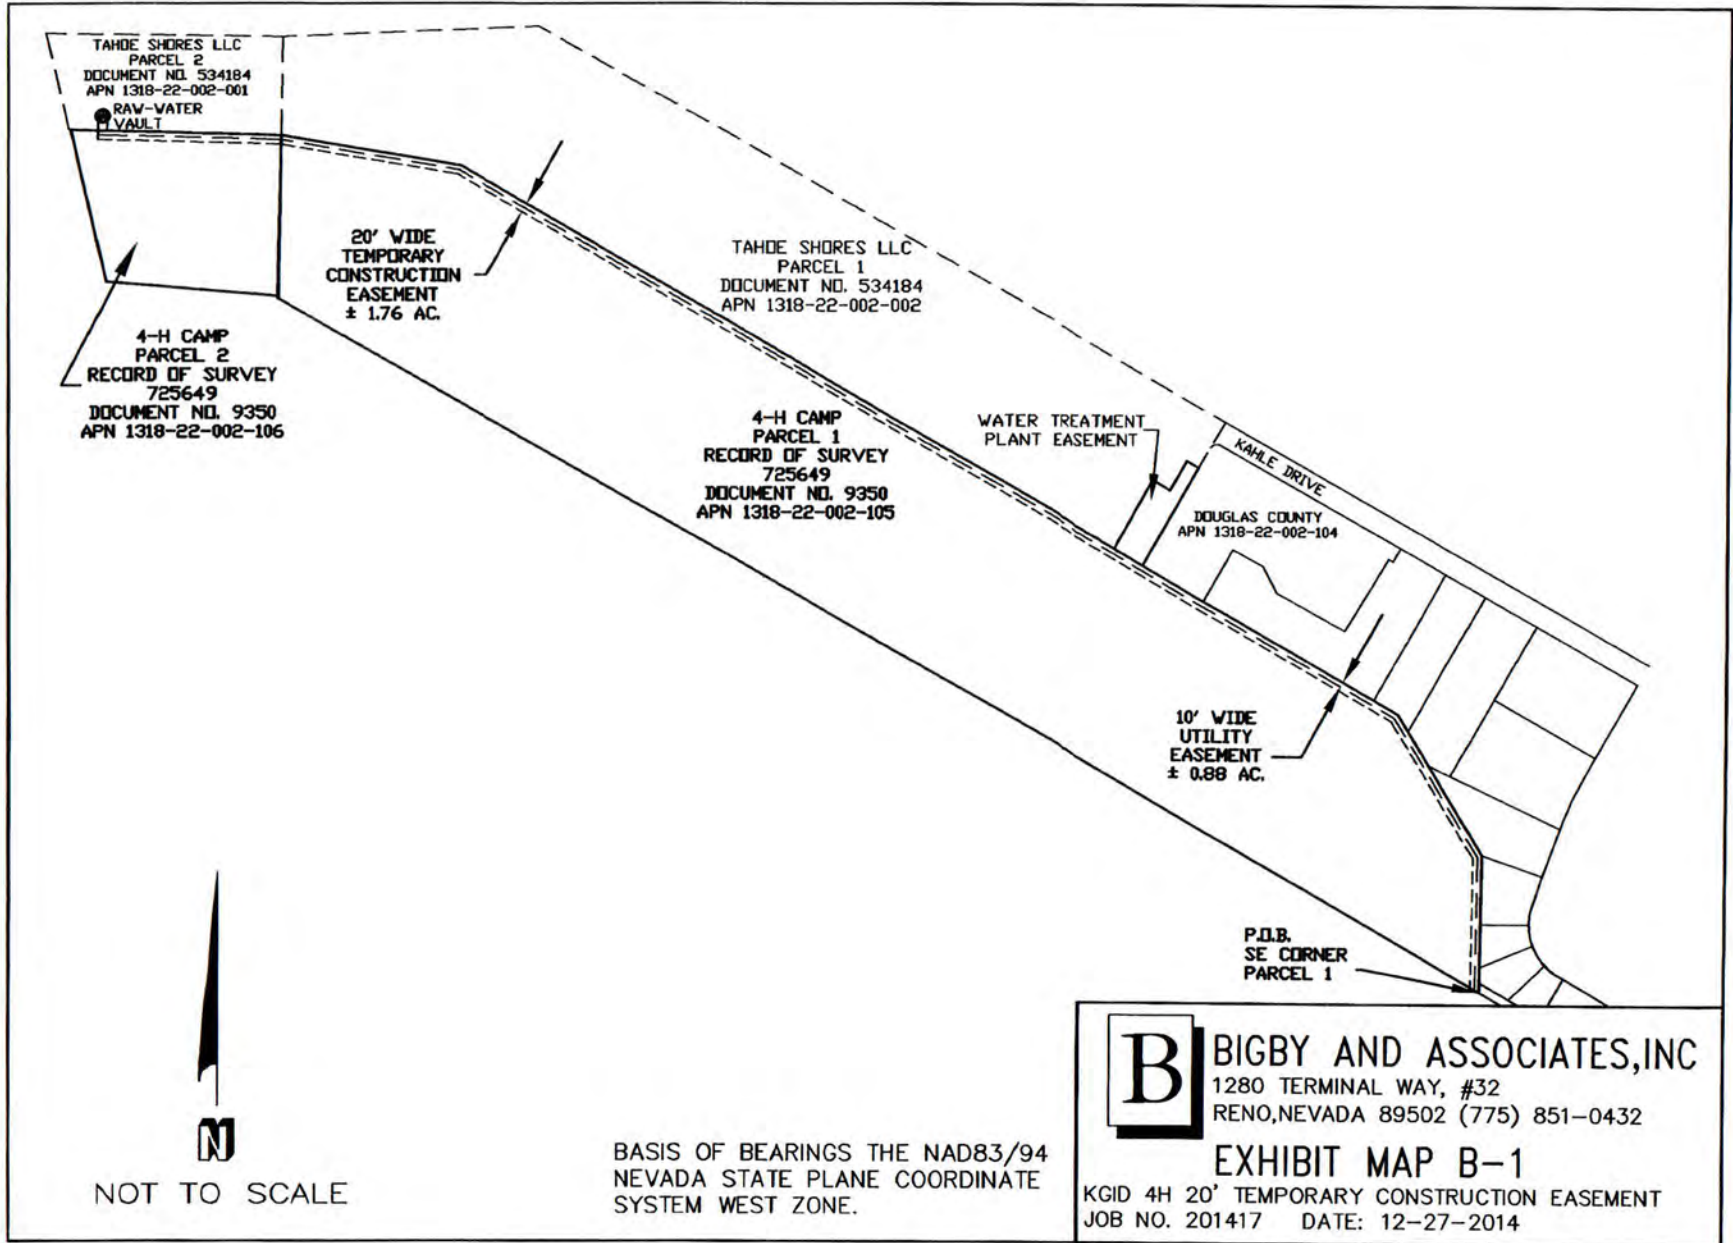 TAHOE SHORES LLC
PARCEL 2
DOCUMENT NO. 534184
APN 1318-22-002-001
RAW-WATER
VAULT
20' WIDE
TEMPORARY
CONSTRUCTION
EASEMENT
± 1.76 AC.
TAHOE SHORES LLC
PARCEL 1
DOCUMENT NO. 534184
APN 1318-22-002-002
4-H CAMP
PARCEL 2
RECORD OF SURVEY
725649
DOCUMENT NO. 9350
APN 1318-22-002-106
4-H CAMP
PARCEL 1
RECORD OF SURVEY
725649
DOCUMENT NO. 9350
APN 1318-22-002-105
WATER TREATMENT
PLANT EASEMENT
KAHLE DRIVE
DOUGLAS COUNTY
APN 1318-22-002-104
10' WIDE
UTILITY
EASEMENT
± 0.88 AC.
P.O.B.
SE CORNER
PARCEL 1
N
NOT TO SCALE
BASIS OF BEARINGS THE NAD83/94
NEVADA STATE PLANE COORDINATE
SYSTEM WEST ZONE.
B
BIGBY AND ASSOCIATES,INC
1280 TERMINAL WAY, #32
RENO,NEVADA 89502 (775) 851-0432
EXHIBIT MAP B-1
KGID 4H 20' TEMPORARY CONSTRUCTION EASEMENT
JOB NO. 201417 DATE: 12-27-2014